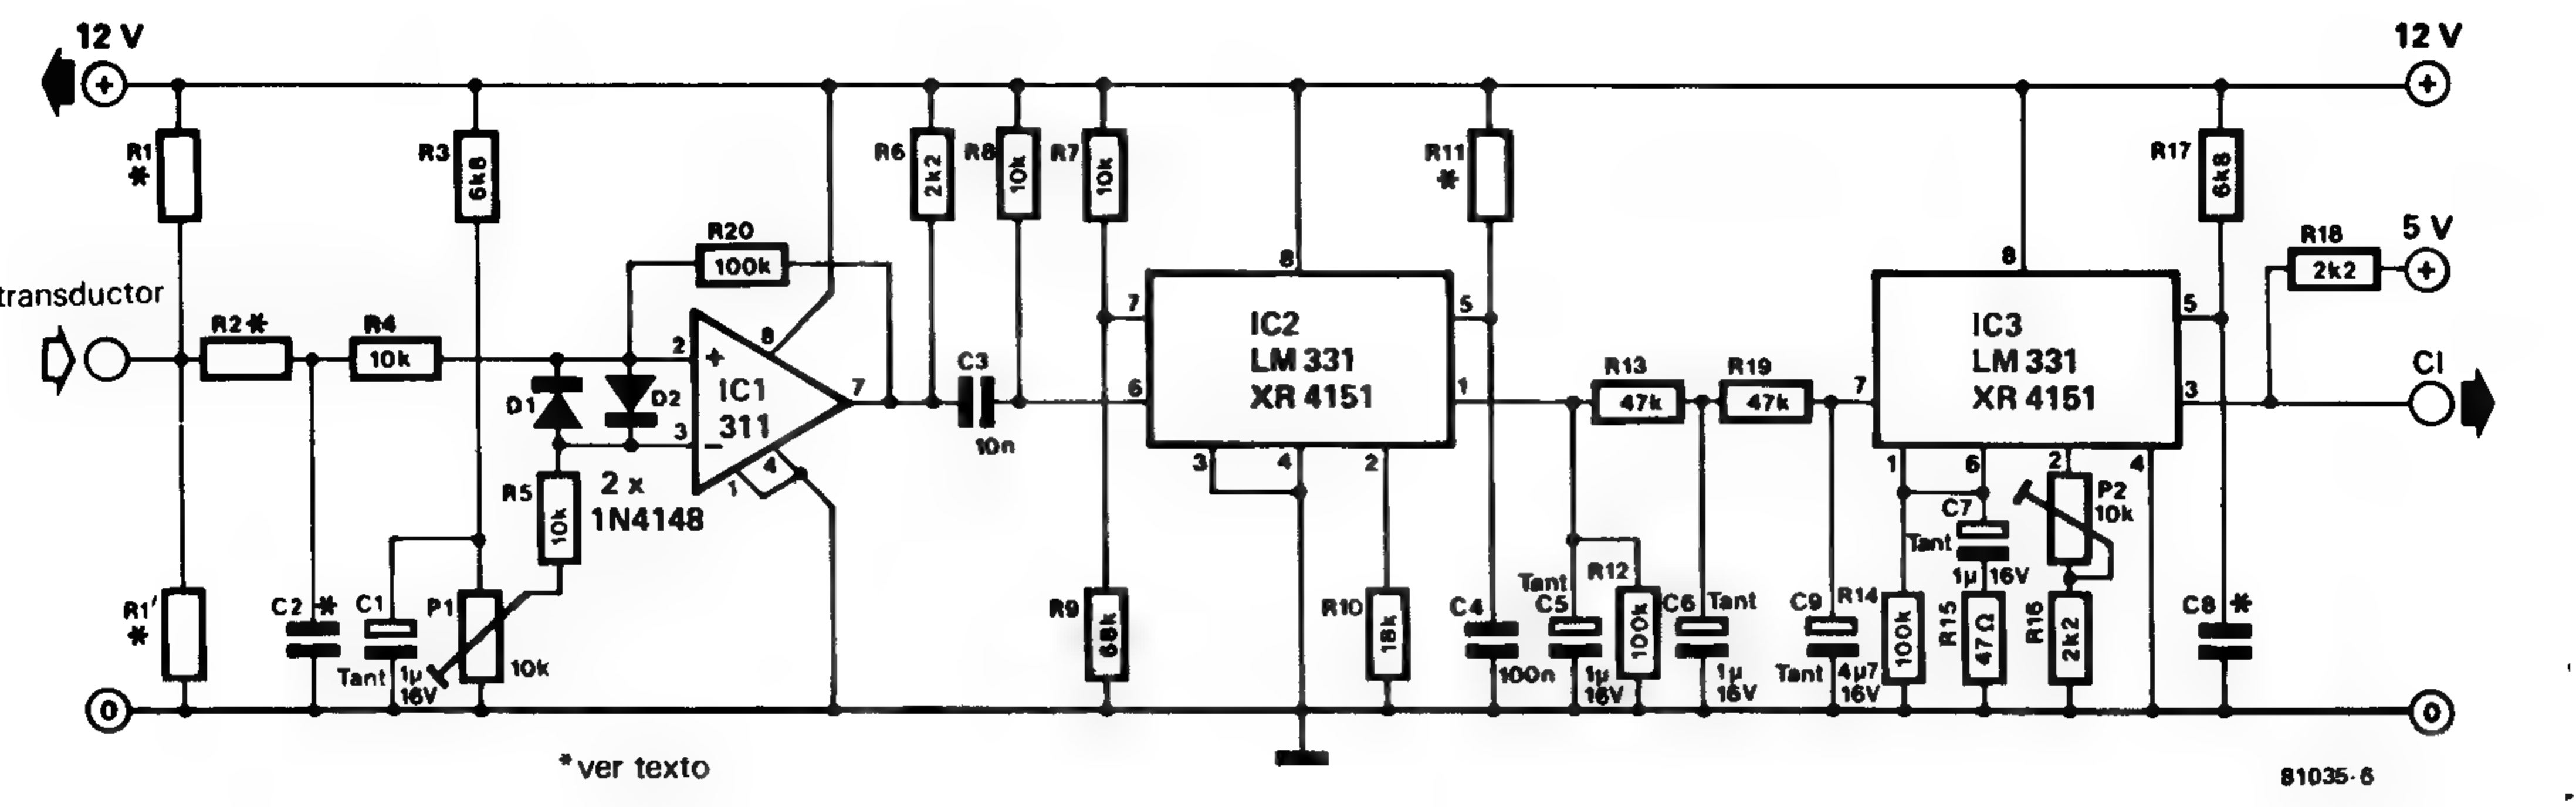 12 V
12 V
+
+
R1
*
R3
6k8
R6
2k2
R8
10k
R7
10k
R11
*
R17
6k8
R20
100k
8
8
5 V
R18
2k2
+
transductor
R2*
R4
10k
2
+
8
IC1
311
7
3
–
4
1
D1
D2
C3
10n
7
6
IC2
LM 331
XR 4151
5
1
3
4
2
R13
47k
R19
47k
7
IC3
LM 331
XR 4151
5
3
CI
1
6
2
4
R5
10k
2 x
1N4148
C7
Tant
1µ 16V
P2
10k
R1'
*
C2 *
C1
Tant
1µ
16V
P1
10k
R9
68k
R10
18k
C4
100n
Tant
C5
1µ
16V
R12
100k
C6
Tant
1µ
16V
C9
Tant
4µ7
16V
R14
100k
R15
47Ω
R16
2k2
C8 *
0
0
*ver texto
81035-6